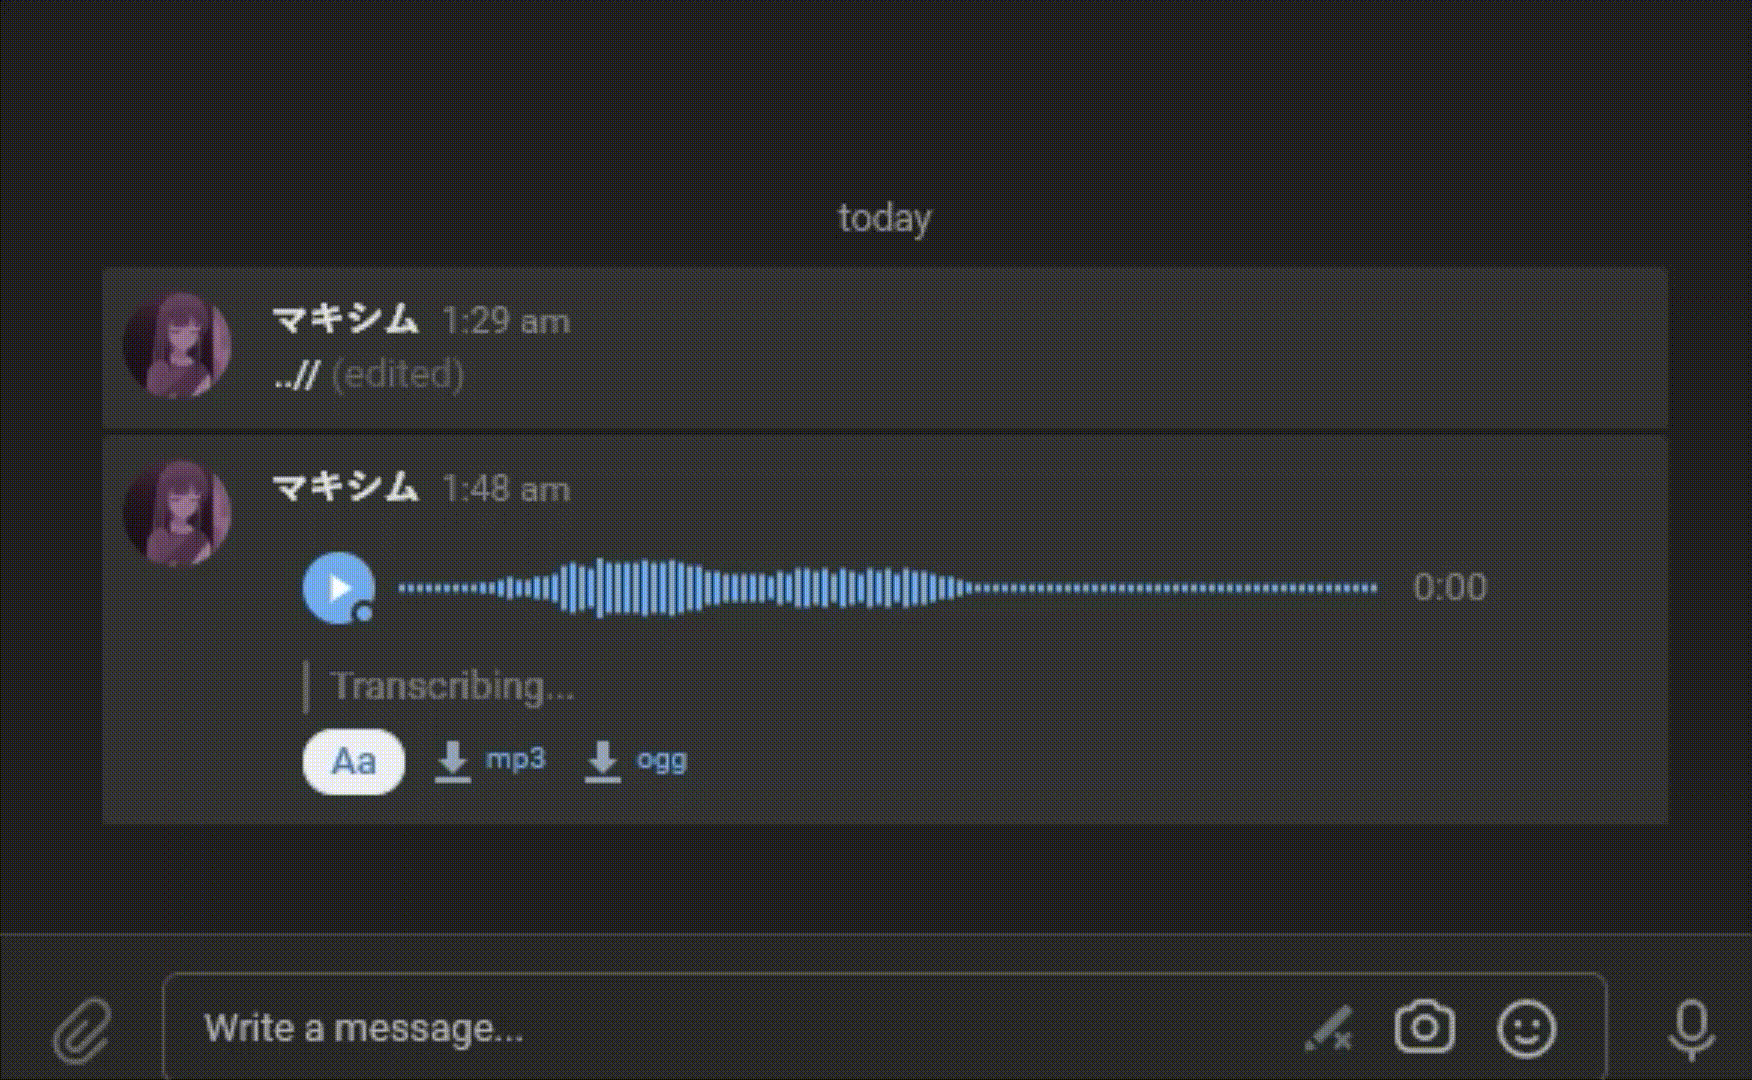 today
マキシム 1:29 am
..// (edited)
マキシム 1:48 am
0:00
Transcribing...
Aa mp3 ogg
Write a message...